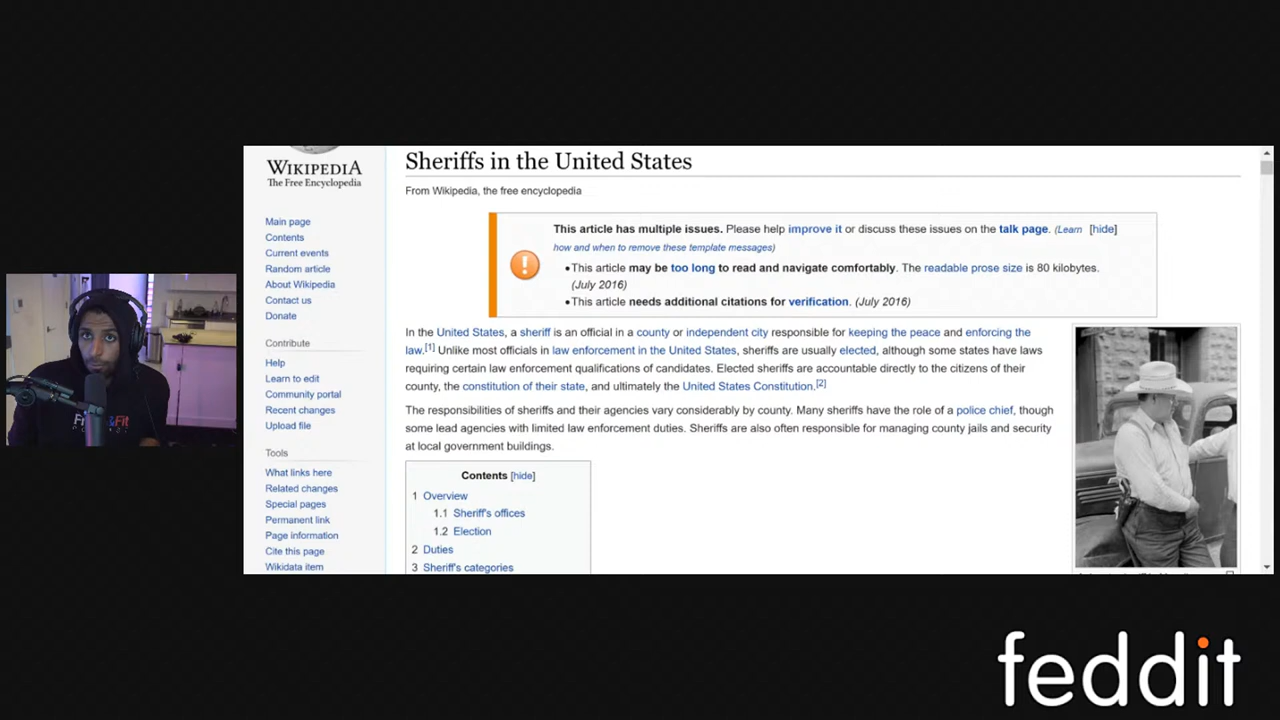 WIKIPEDIA
The Free Encyclopedia
Main page
Contents
Current events
Random article
About Wikipedia
Contact us
Donate
Contribute
Help
Learn to edit
Community portal
Recent changes
Upload file
Tools
What links here
Related changes
Special pages
Permanent link
Page information
Cite this page
Wikidata item
Sheriffs in the United States
From Wikipedia, the free encyclopedia
This article has multiple issues. Please help improve it or discuss these issues on the talk page. (Learn [hide]
how and when to remove these template messages)
•This article may be too long to read and navigate comfortably. The readable prose size is 80 kilobytes.
(July 2016)
•This article needs additional citations for verification. (July 2016)
In the United States, a sheriff is an official in a county or independent city responsible for keeping the peace and enforcing the
law.[1] Unlike most officials in law enforcement in the United States, sheriffs are usually elected, although some states have laws
requiring certain law enforcement qualifications of candidates. Elected sheriffs are accountable directly to the citizens of their
county, the constitution of their state, and ultimately the United States Constitution.[2]
The responsibilities of sheriffs and their agencies vary considerably by county. Many sheriffs have the role of a police chief, though
some lead agencies with limited law enforcement duties. Sheriffs are also often responsible for managing county jails and security
at local government buildings.
Contents [hide]
1 Overview
1.1 Sheriff's offices
1.2 Election
2 Duties
3 Sheriff's categories
feddit